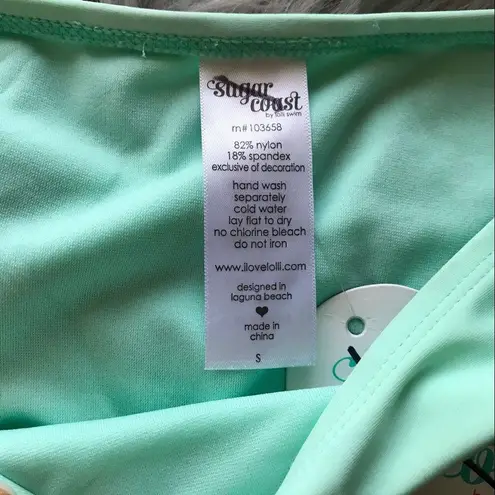 sugar
coast
by lolli swim
rn#103658
82% nylon
18% spandex
exclusive of decoration
hand wash
separately
cold water
lay flat to dry
no chlorine bleach
do not iron
www.ilovelolli.com
designed in
laguna beach
made in
china
S